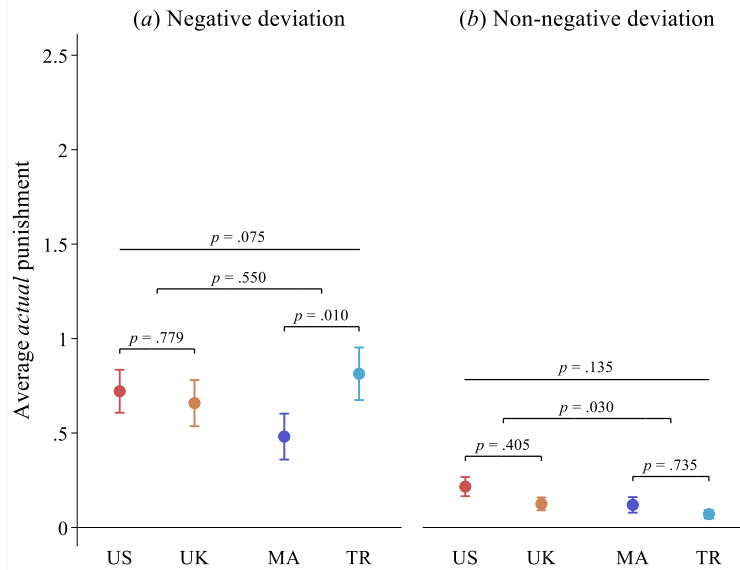 (a) Negative deviation
(b) Non-negative deviation
Average actual punishment
2.5
2
1.5
1
.5
0
p = .075
p = .550
p = .010
p = .779
p = .135
p = .030
p = .405
p = .735
US UK MA TR
US UK MA TR